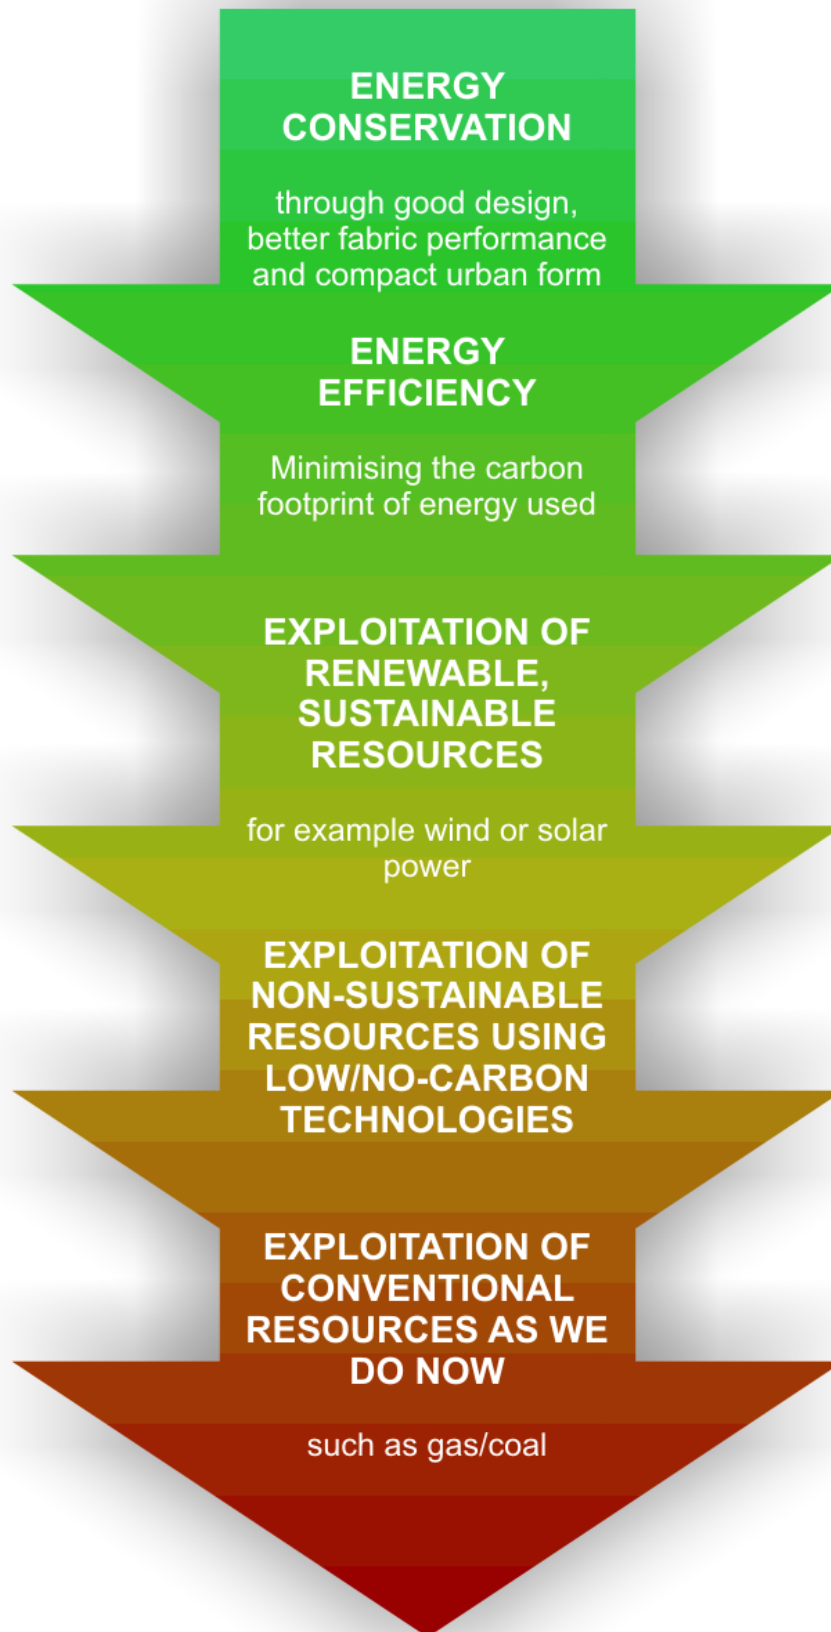 ENERGY
CONSERVATION
through good design,
better fabric performance
and compact urban form
ENERGY
EFFICIENCY
Minimising the carbon
footprint of energy used
EXPLOITATION OF
RENEWABLE,
SUSTAINABLE
RESOURCES
for example wind or solar
power
EXPLOITATION OF
NON-SUSTAINABLE
RESOURCES USING
LOW/NO-CARBON
TECHNOLOGIES
EXPLOITATION OF
CONVENTIONAL
RESOURCES AS WE
DO NOW
such as gas/coal